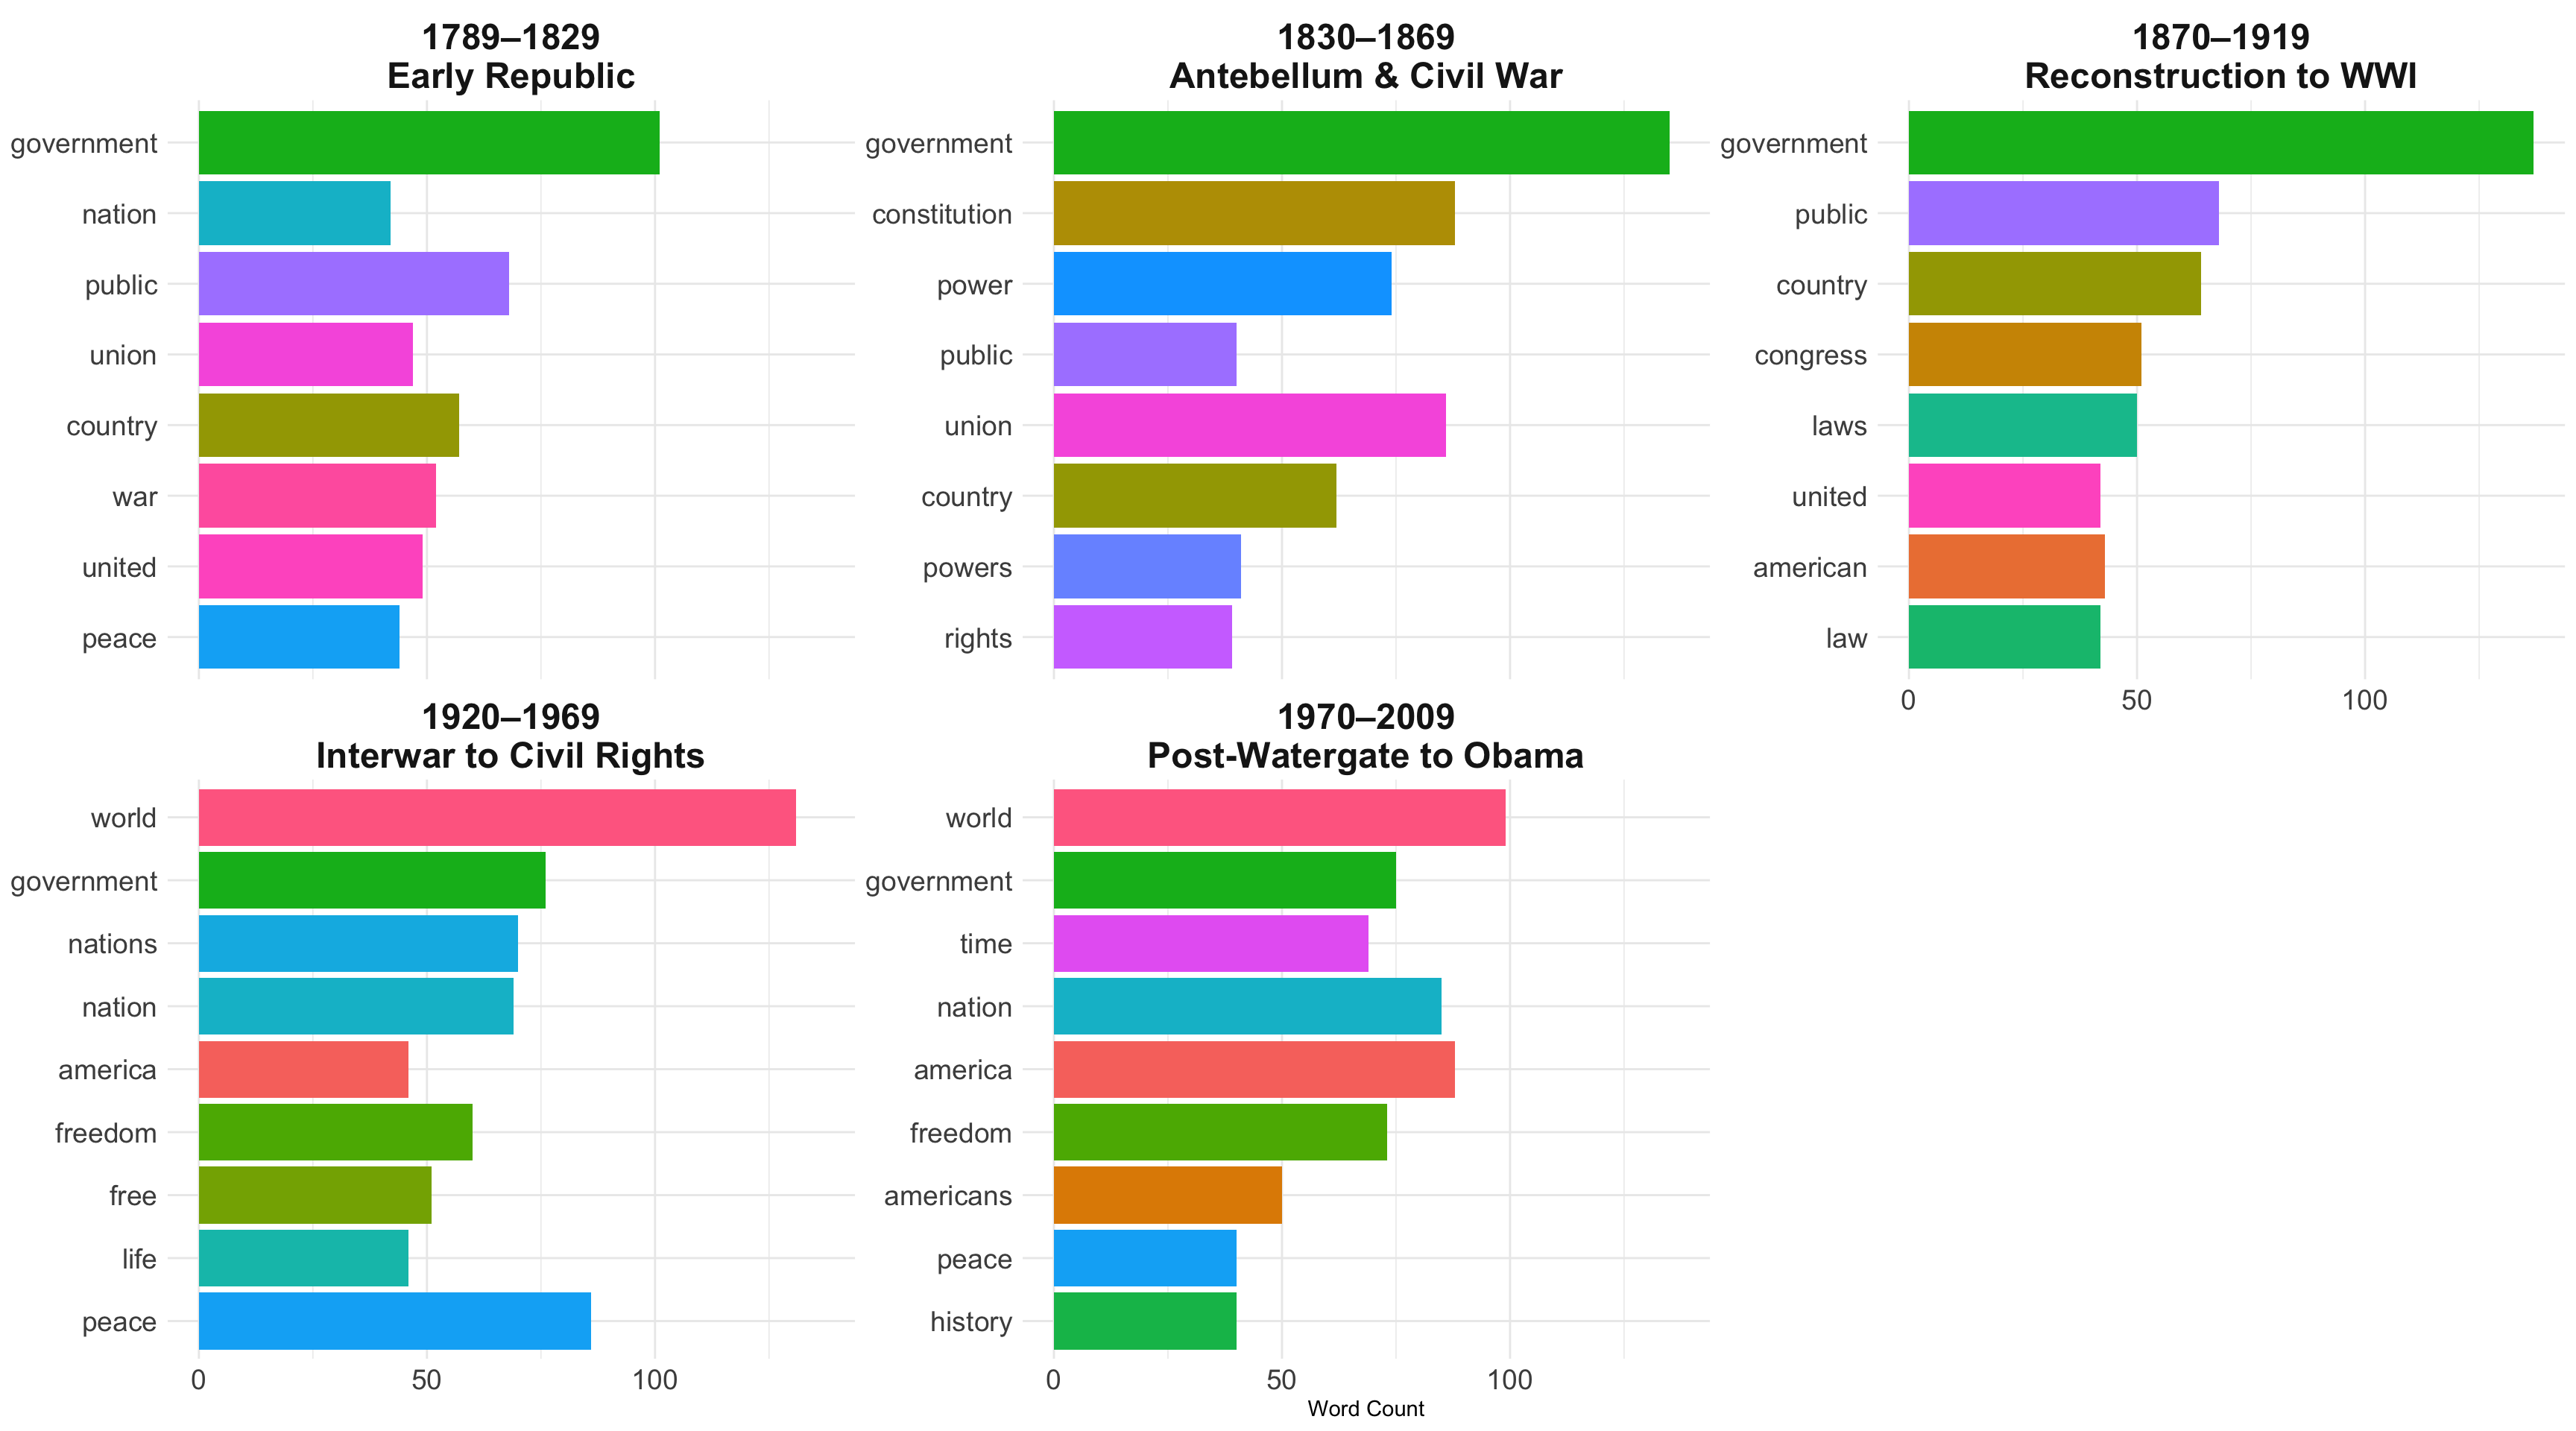 1789–1829
Early Republic
government
nation
public
union
country
war
united
peace
1830–1869
Antebellum & Civil War
government
constitution
power
public
union
country
powers
rights
1870–1919
Reconstruction to WWI
government
public
country
congress
laws
united
american
law
0 50 100
1920–1969
Interwar to Civil Rights
world
government
nations
nation
america
freedom
free
life
peace
0 50 100
1970–2009
Post-Watergate to Obama
world
government
time
nation
america
freedom
americans
peace
history
0 50 100
Word Count